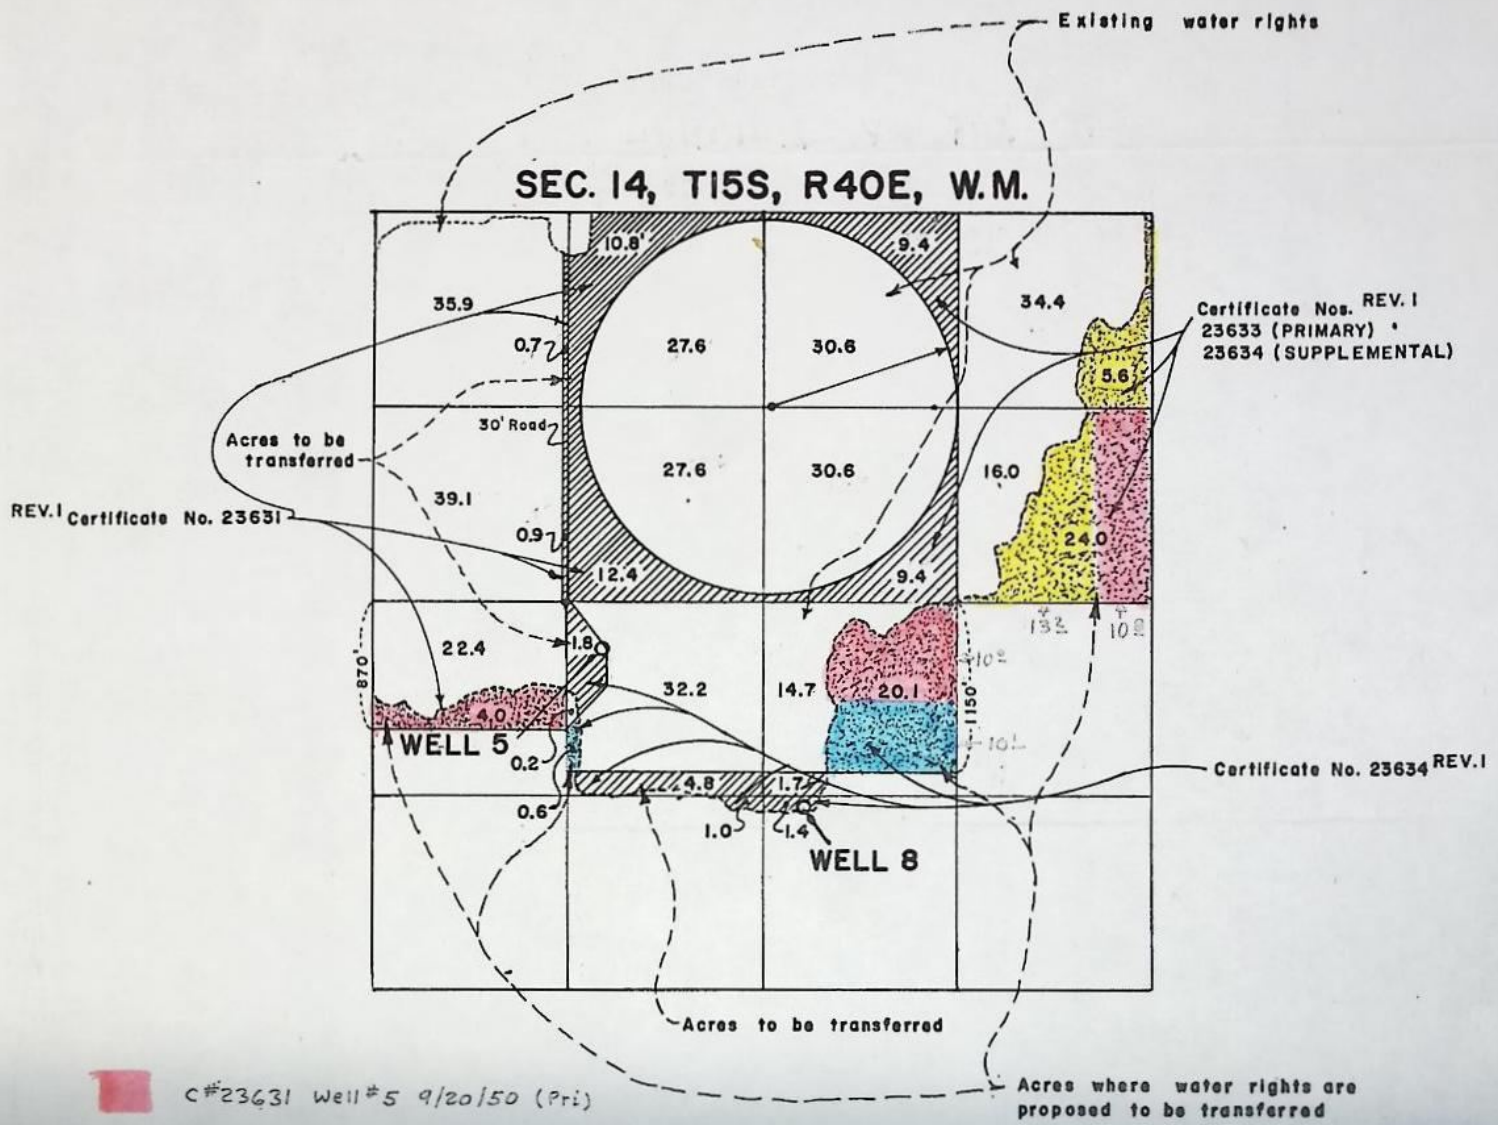 Existing water rights
SEC. 14, T15S, R40E, W.M.
10.8'
9.4
35.9
34.4
Certificate Nos. REV. 1
23633 (PRIMARY)
23634 (SUPPLEMENTAL)
0.7
27.6
30.6
5.6
30' Road
Acres to be
transferred
39.1
27.6
30.6
16.0
REV.1 Certificate No. 23631
0.9
24.0
12.4
9.4
870'
22.4
1.8
32.2
14.7
20.1
1150'
4.0
WELL 5
0.2
Certificate No. 23634 REV.1
4.8
1.7
0.6
1.0
1.4
WELL 8
Acres to be transferred
Acres where water rights are
proposed to be transferred
C#23631 Well #5 9/20/50 (Pri)